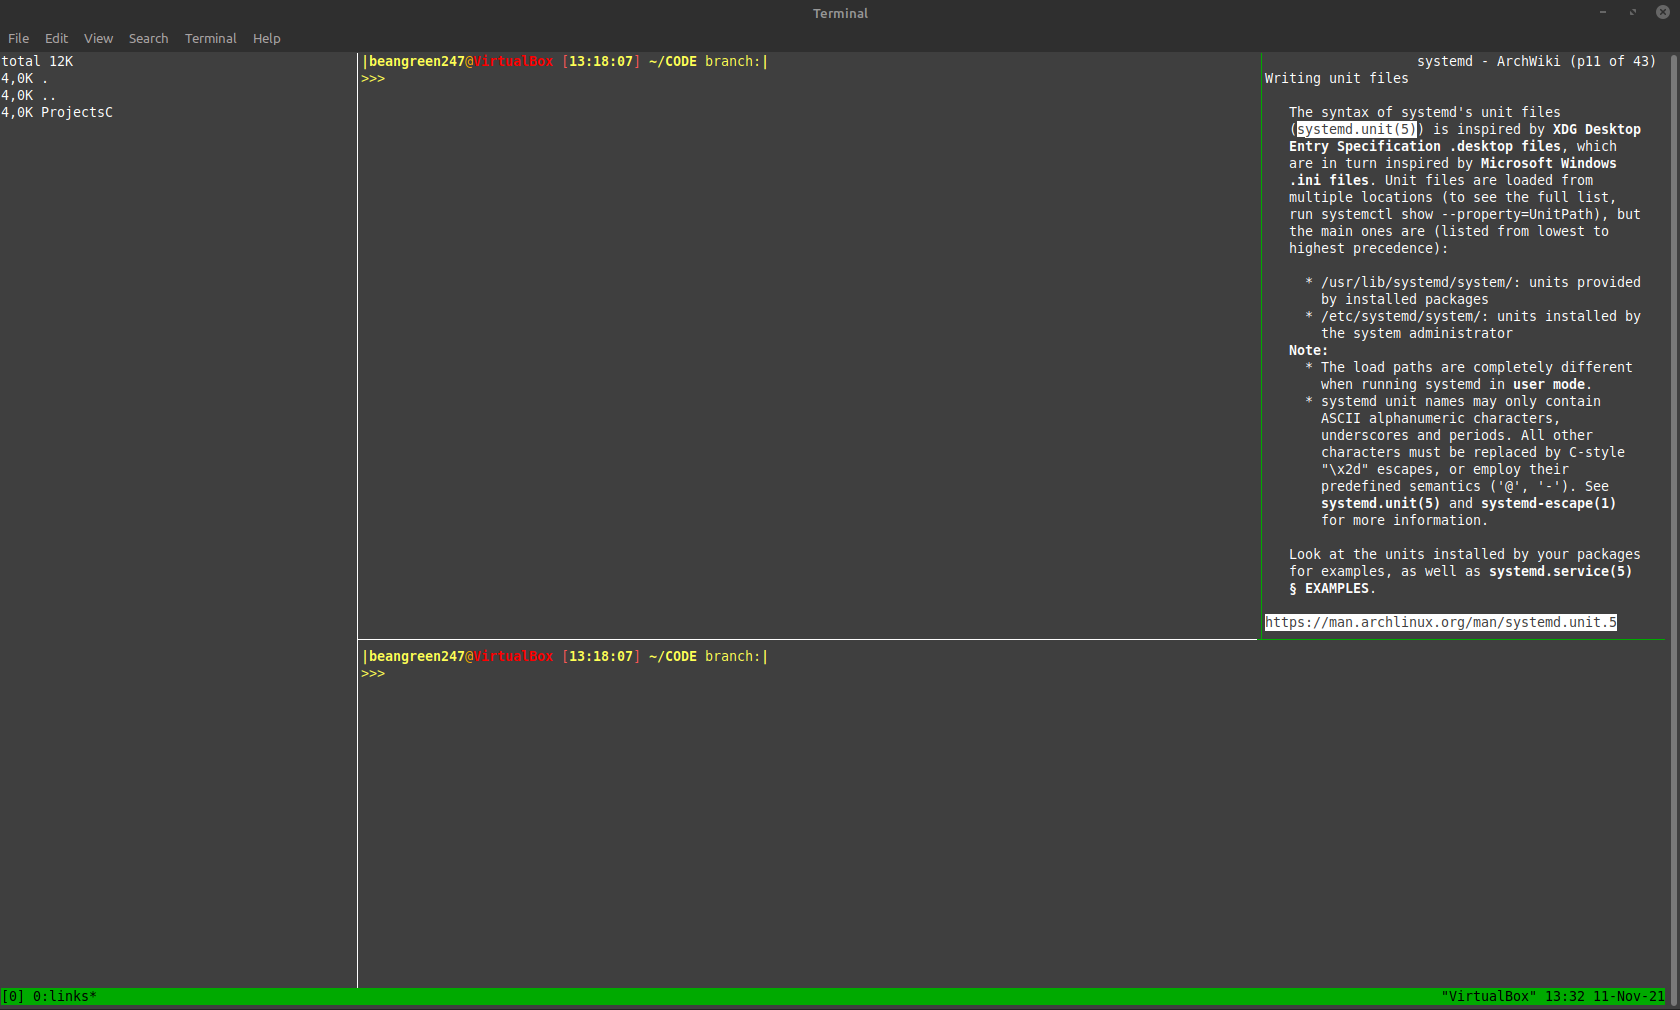 Terminal
File Edit View Search Terminal Help
total 12K
4,0K .
4,0K ..
4,0K ProjectsC
|beangreen247@VirtualBox [13:18:07] ~/CODE branch:|
>>>
systemd - ArchWiki (p11 of 43)
Writing unit files
The syntax of systemd's unit files
(systemd.unit(5)) is inspired by XDG Desktop
Entry Specification .desktop files, which
are in turn inspired by Microsoft Windows
.ini files. Unit files are loaded from
multiple locations (to see the full list,
run systemctl show --property=UnitPath), but
the main ones are (listed from lowest to
highest precedence):
* /usr/lib/systemd/system/: units provided
by installed packages
* /etc/systemd/system/: units installed by
the system administrator
Note:
* The load paths are completely different
when running systemd in user mode.
* systemd unit names may only contain
ASCII alphanumeric characters,
underscores and periods. All other
characters must be replaced by C-style
"\x2d" escapes, or employ their
predefined semantics ('@', '-'). See
systemd.unit(5) and systemd-escape(1)
for more information.
Look at the units installed by your packages
for examples, as well as systemd.service(5)
§ EXAMPLES.
https://man.archlinux.org/man/systemd.unit.5
|beangreen247@VirtualBox [13:18:07] ~/CODE branch:|
>>>
[0] 0:links* "VirtualBox" 13:32 11-Nov-21